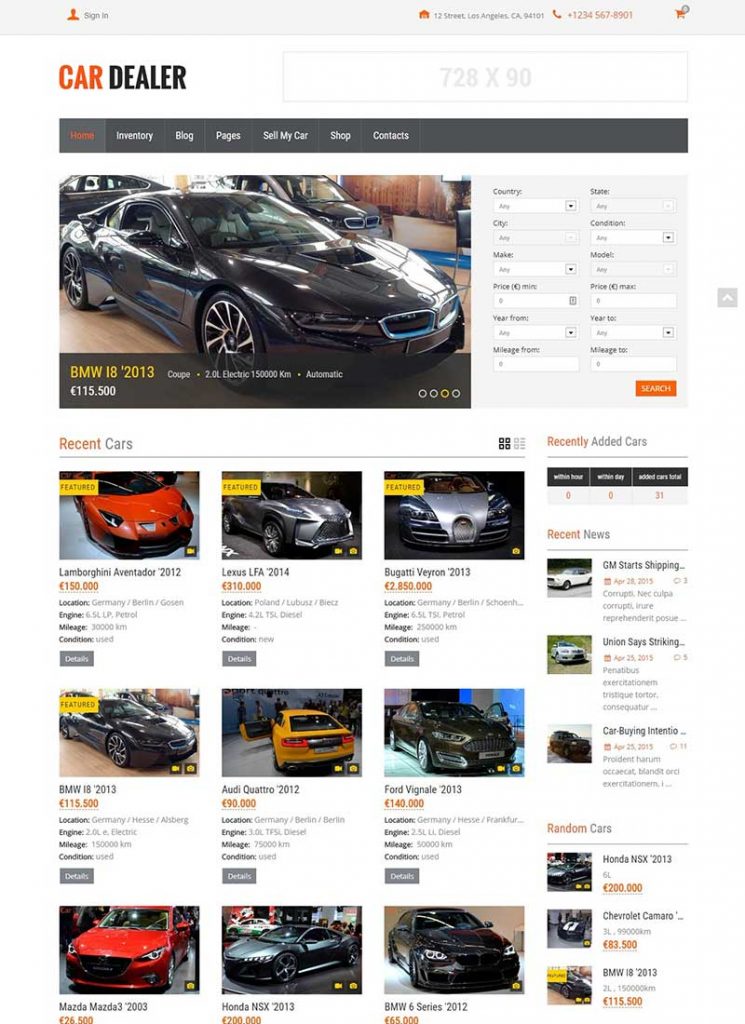 Sign In
12 Street, Los Angeles, CA, 94101
+1234 567-8901
0
CAR DEALER
728 X 90
Home Inventory Blog Pages Sell My Car Shop Contacts
Country: State:
Any Any
City: Condition:
Any Any
Make: Model:
Any Any
Price (€) min: Price (€) max:
0 0
Year from: Year to:
Any Any
Mileage from: Mileage to:
0 0
SEARCH
BMW I8 '2013 Coupe • 2.0L Electric 150000 Km • Automatic
€115.500
Recent Cars
FEATURED
Lamborghini Aventador '2012
€150.000
Location: Germany / Berlin / Gosen
Engine: 6.5L LP, Petrol
Mileage: 30000 km
Condition: used
Details
FEATURED
Lexus LFA '2014
€310.000
Location: Poland / Lubusz / Biecz
Engine: 4.2L TSi, Diesel
Mileage: -
Condition: new
Details
FEATURED
Bugatti Veyron '2013
€2.850.000
Location: Germany / Berlin / Schoenh...
Engine: 6.5L TSI, Petrol
Mileage: 250000 km
Condition: used
Details
FEATURED
BMW I8 '2013
€115.500
Location: Germany / Hesse / Alsberg
Engine: 2.0L e, Electric
Mileage: 150000 km
Condition: used
Details
Audi Quattro '2012
€90.000
Location: Germany / Berlin / Berlin
Engine: 3.0L TFSi, Diesel
Mileage: 75000 km
Condition: used
Details
Ford Vignale '2013
€140.000
Location: Germany / Hesse / Frankfur...
Engine: 2.5L Li, Diesel
Mileage: 50000 km
Condition: used
Details
Mazda Mazda3 '2003
€26.500
Honda NSX '2013
€200.000
BMW 6 Series '2012
€65.000
Recently Added Cars
within hour within day added cars total
0 0 31
Recent News
GM Starts Shipping...
Apr 28, 2015 3
Corrupti. Nec culpa
corrupti, irure
reprehenderit posue ...
Union Says Striking...
Apr 25, 2015 5
Penatibus
exercitationem
tristique tortor,
consequatur ...
Car-Buying Intentio ...
Apr 25, 2015 11
Proident harum
occaecat, blandit orci
exercitationem, i...
Random Cars
Honda NSX '2013
6L
€200.000
Chevrolet Camaro '...
3L , 99000km
€83.500
FEATURED
BMW I8 '2013
2L , 150000km
€115.500